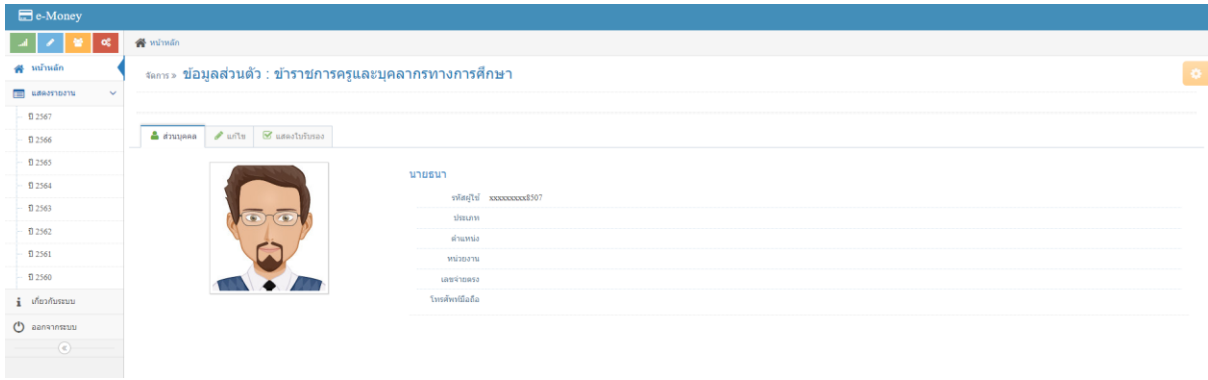 e-Money
หน้าหลัก
หน้าหลัก
จัดการ » ข้อมูลส่วนตัว : ข้าราชการครูและบุคลากรทางการศึกษา
แสดงรายงาน
ปี 2567
ปี 2566
ปี 2565
ปี 2564
ปี 2563
ปี 2562
ปี 2561
ปี 2560
เกี่ยวกับระบบ
ออกจากระบบ
ส่วนบุคคล แก้ไข แสดงใบรับรอง
นายธนา
รหัสผู้ใช้ xxxxxxxxx8507
ประเภท
ตำแหน่ง
หน่วยงาน
เลขจ่ายตรง
โทรศัพท์มือถือ